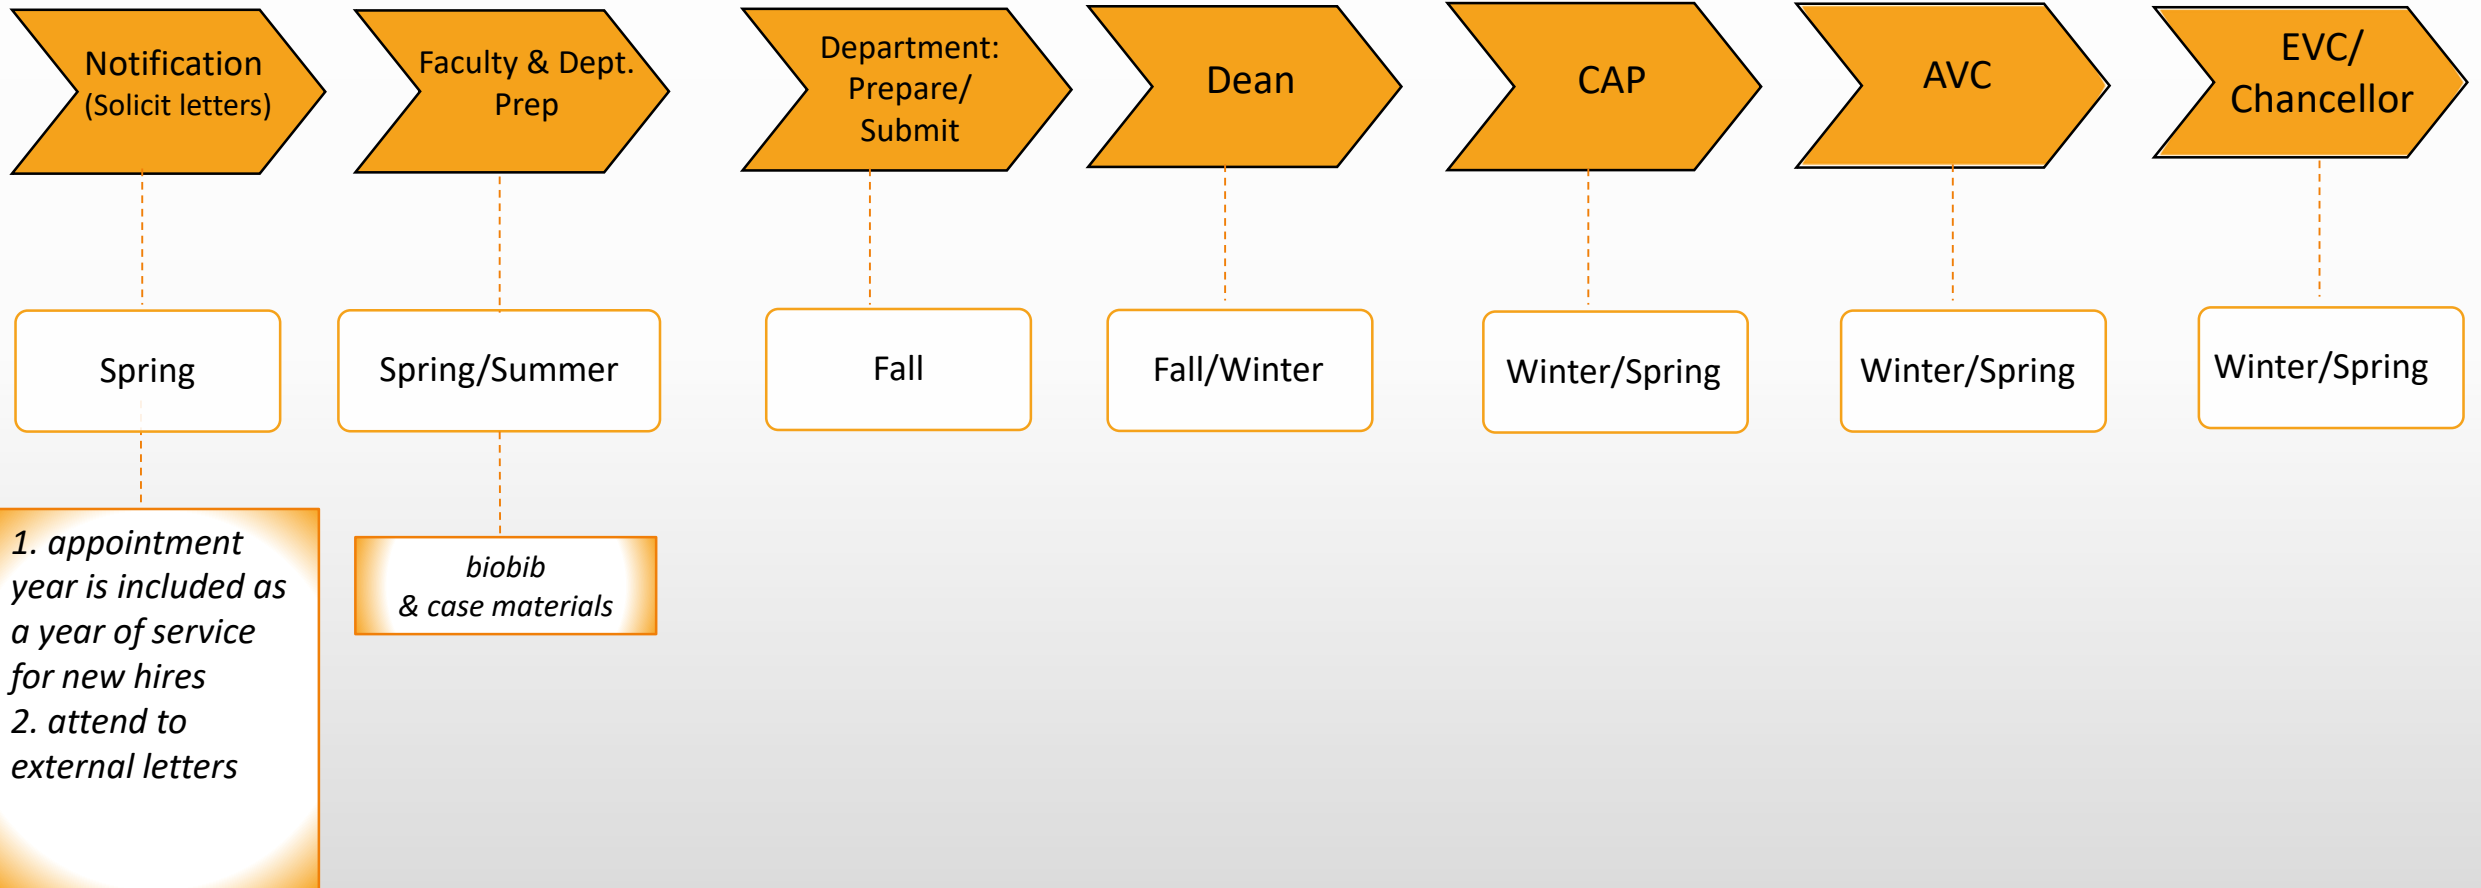 Notification
(Solicit letters)
Faculty & Dept.
Prep
Department:
Prepare/
Submit
Dean
CAP
AVC
EVC/
Chancellor
Spring
Spring/Summer
Fall
Fall/Winter
Winter/Spring
Winter/Spring
Winter/Spring
1. appointment
year is included as
a year of service
for new hires
2. attend to
external letters
biobib
& case materials